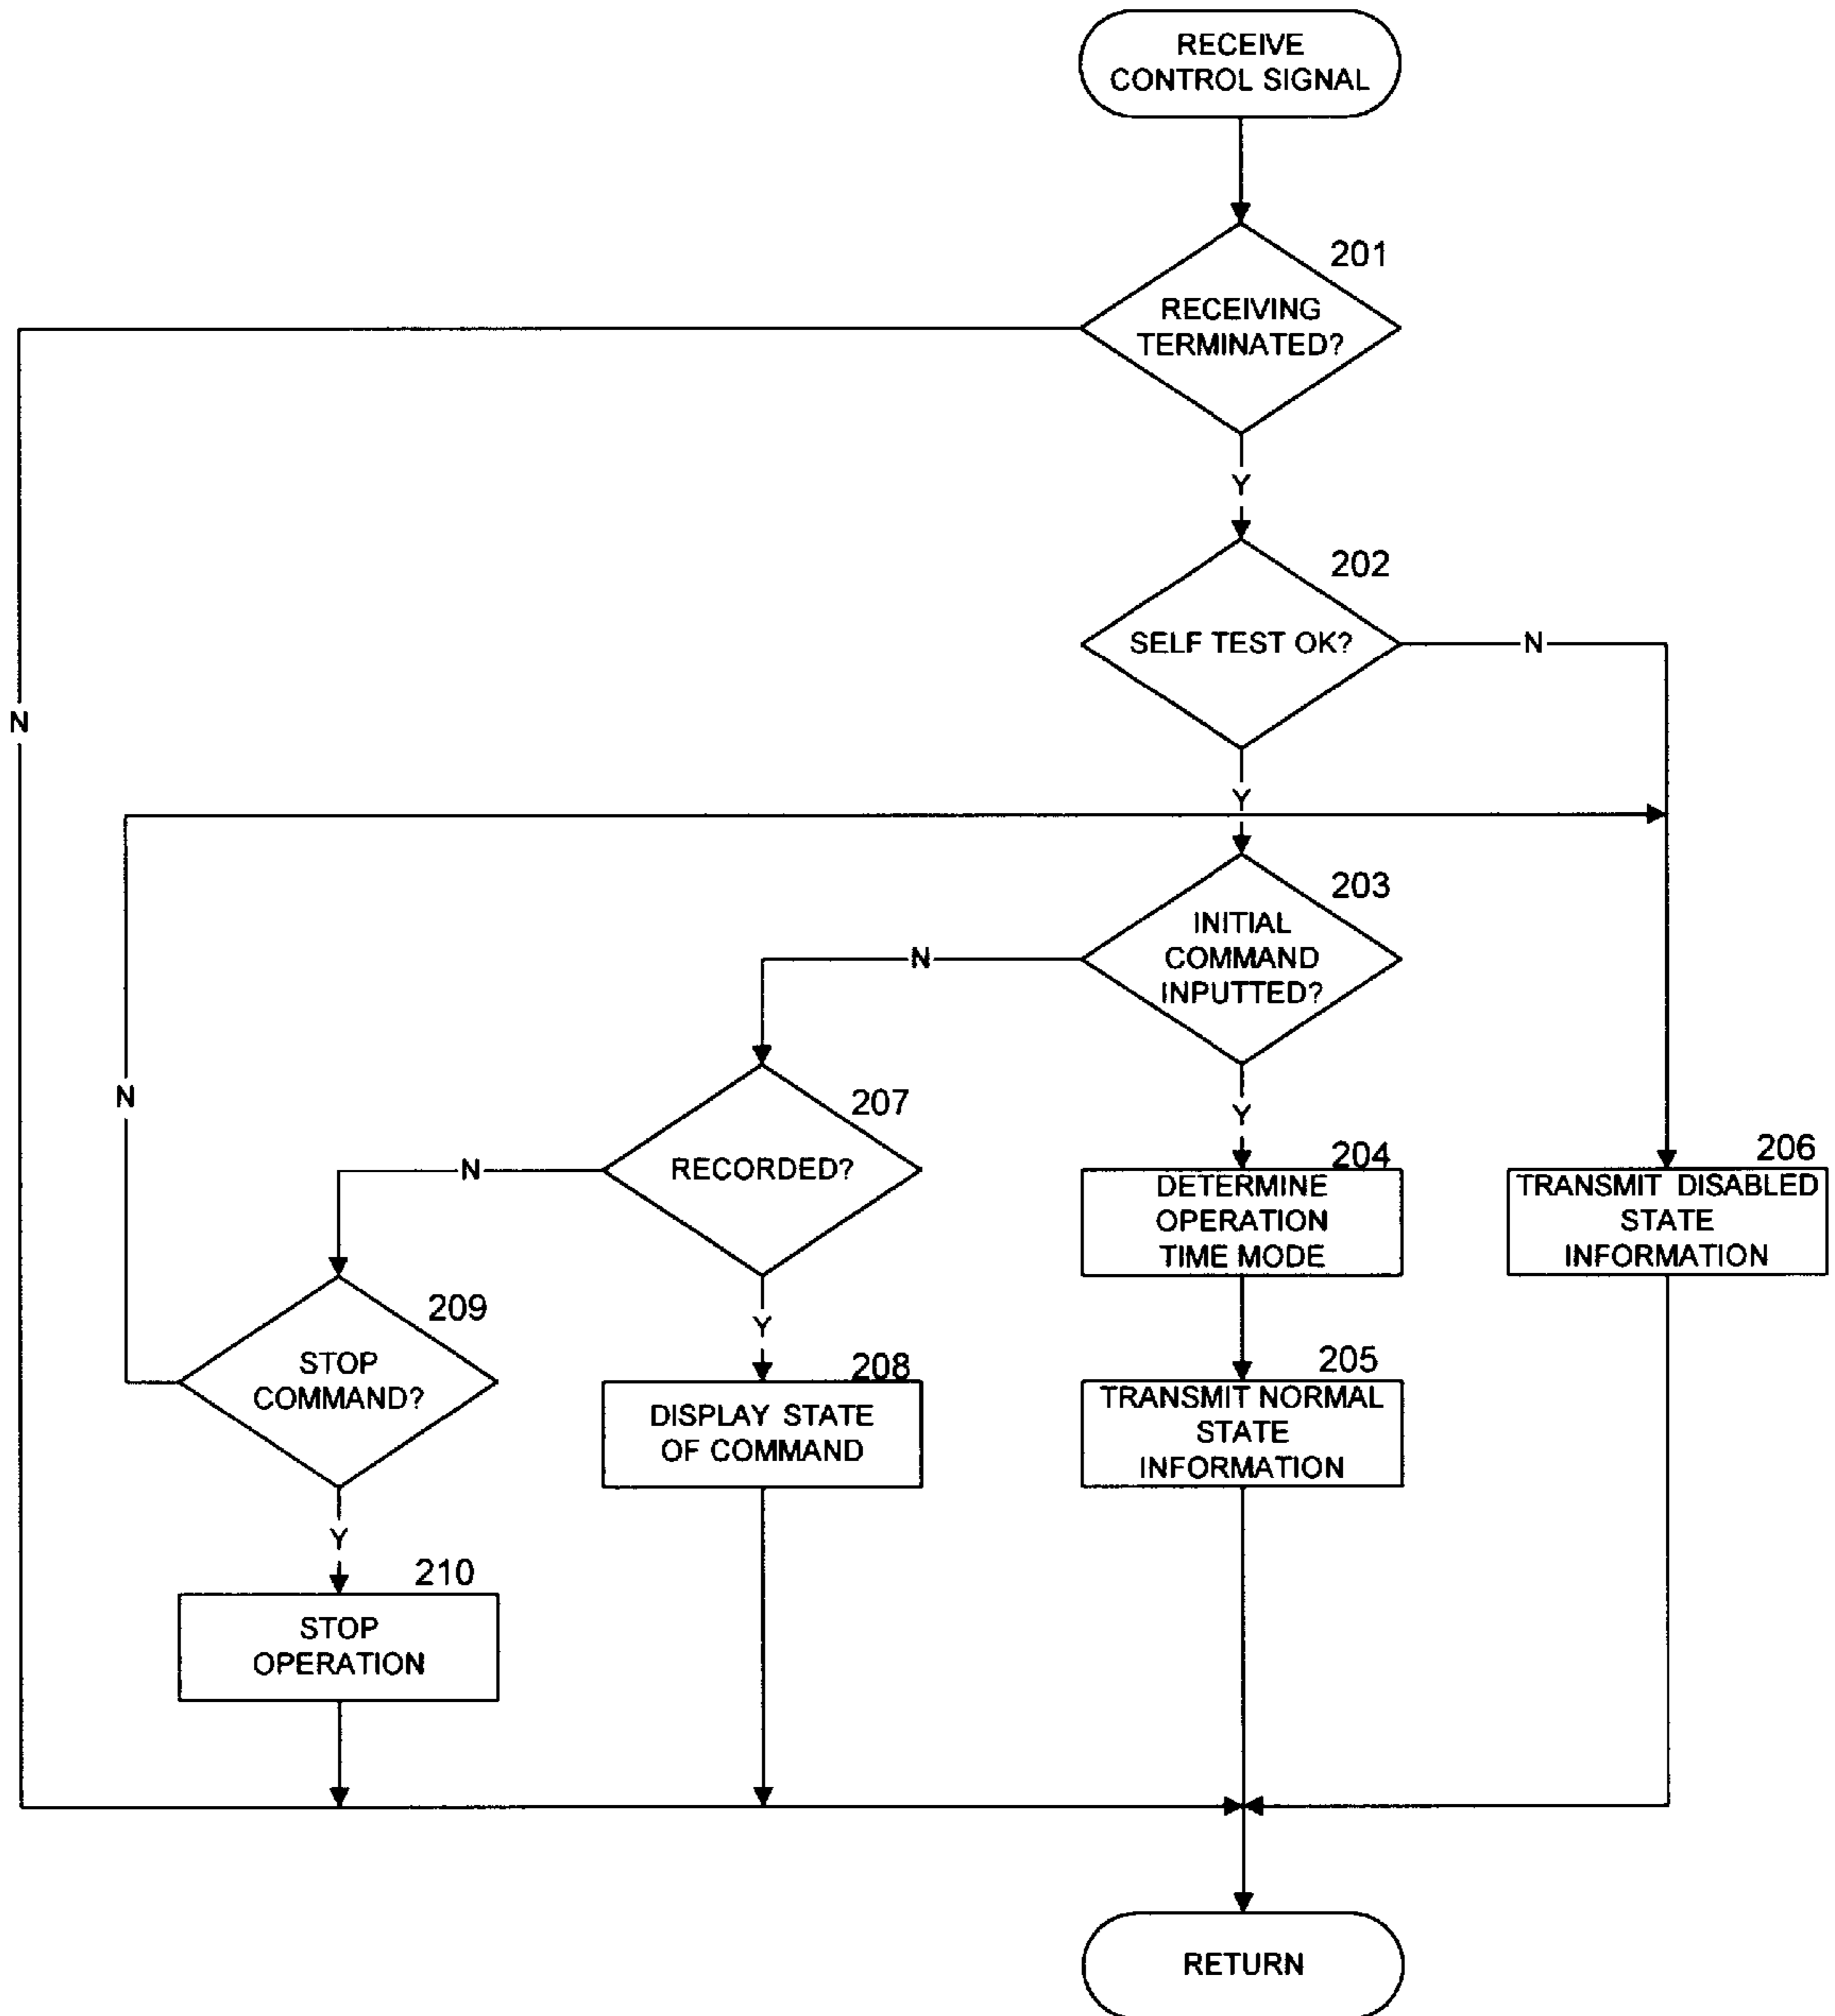 RECEIVE
CONTROL SIGNAL
201
RECEIVING
TERMINATED?
N
Y
202
SELF TEST OK?
N
Y
203
INITIAL
COMMAND
INPUTTED?
N
Y
N
207
RECORDED?
N
Y
204
DETERMINE
OPERATION
TIME MODE
206
TRANSMIT DISABLED
STATE
INFORMATION
209
STOP
COMMAND?
Y
208
DISPLAY STATE
OF COMMAND
205
TRANSMIT NORMAL
STATE
INFORMATION
210
STOP
OPERATION
RETURN